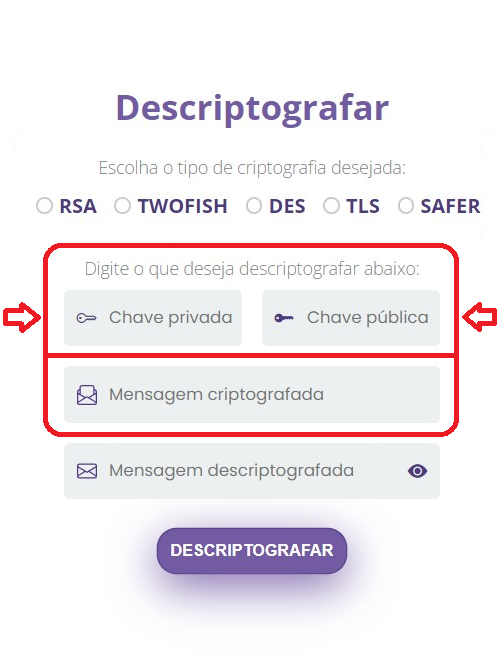 Descriptografar
Escolha o tipo de criptografia desejada:
RSA TWOFISH DES TLS SAFER
Digite o que deseja descriptografar abaixo:
Chave privada Chave pública
Mensagem criptografada
Mensagem descriptografada
DESCRIPTOGRAFAR